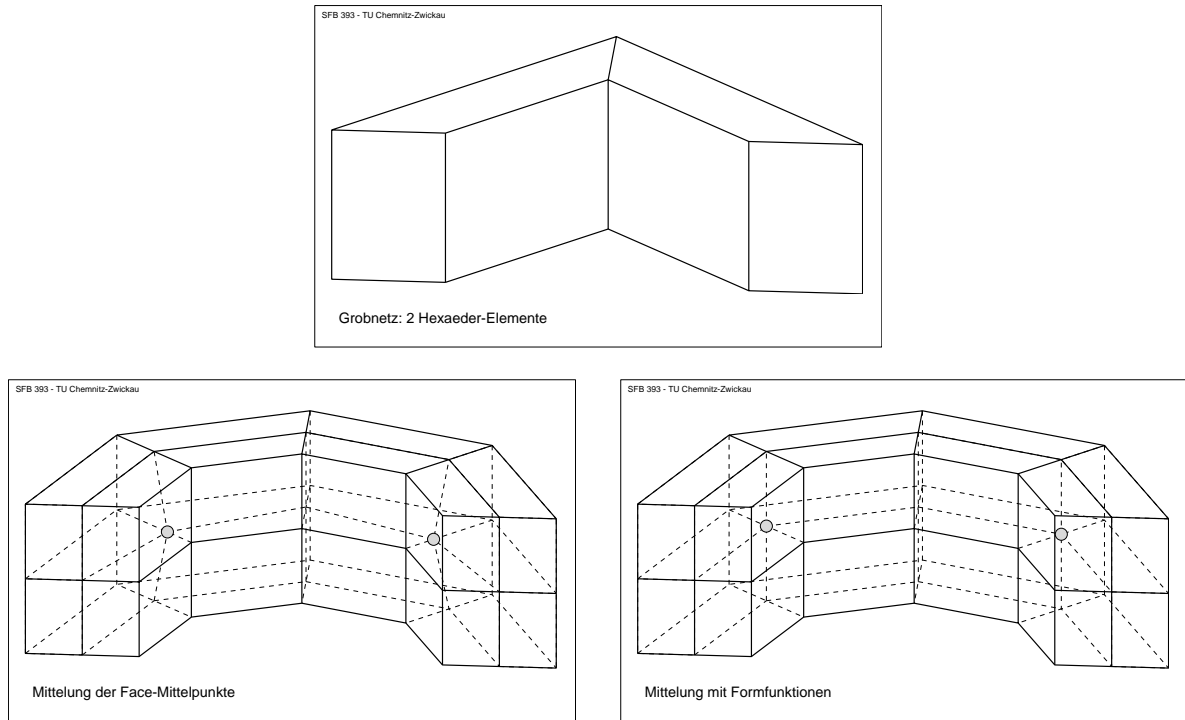 SFB 393 - TU Chemnitz-Zwickau
Grobnetz: 2 Hexaeder-Elemente
SFB 393 - TU Chemnitz-Zwickau
Mittelung der Face-Mittelpunkte
SFB 393 - TU Chemnitz-Zwickau
Mittelung mit Formfunktionen